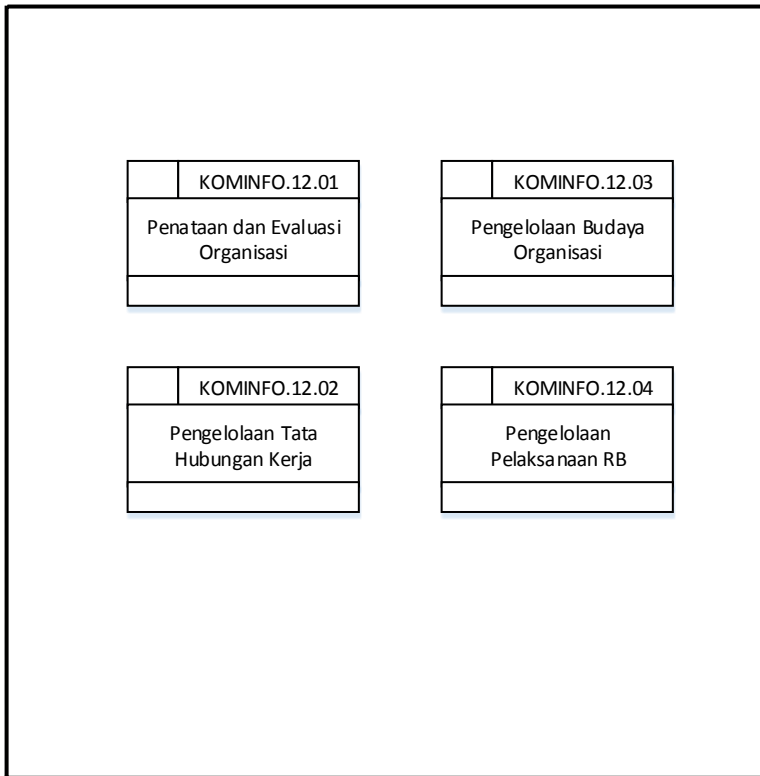 KOMINFO.12.01
Penataan dan Evaluasi
Organisasi
KOMINFO.12.03
Pengelolaan Budaya
Organisasi
KOMINFO.12.02
Pengelolaan Tata
Hubungan Kerja
KOMINFO.12.04
Pengelolaan
Pelaksanaan RB